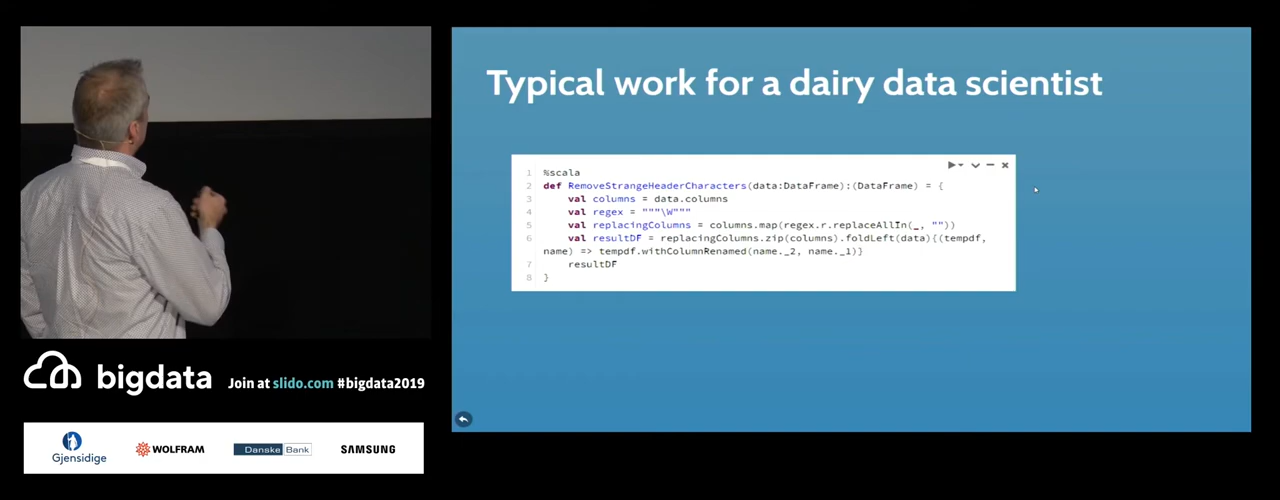 Typical work for a dairy data scientist
1 %scala
2 def RemoveStrangeHeaderCharacters(data:DataFrame):(DataFrame) = {
3 val columns = data.columns
4 val regex = """\W"""
5 val replacingColumns = columns.map(regex.r.replaceAllIn(_, ""))
6 val resultDF = replacingColumns.zip(columns).foldLeft(data){(tempdf,
name) => tempdf.withColumnRenamed(name._2, name._1)}
7 resultDF
8 }
bigdata
Join at slido.com #bigdata2019
Gjensidige
WOLFRAM
Danske Bank
SAMSUNG